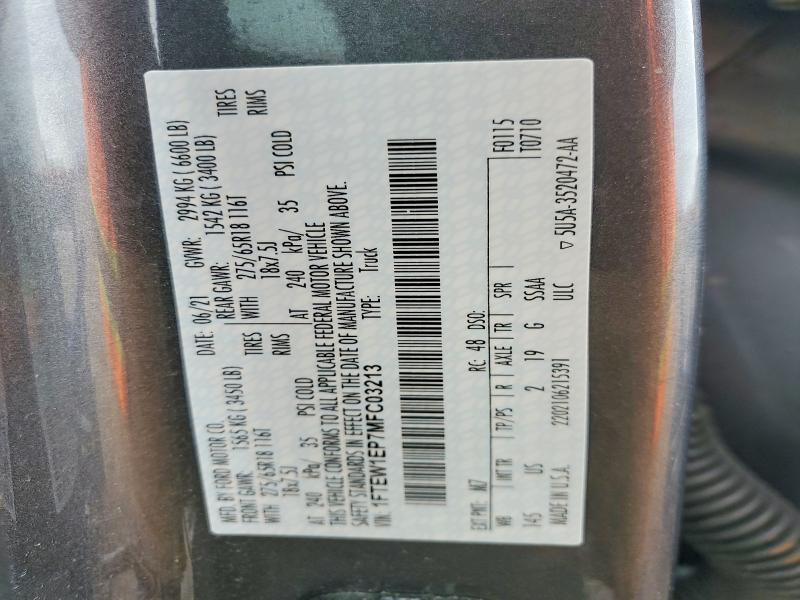 MFD. BY FORD MOTOR CO.
DATE: 06/21 GVWR: 2994 KG ( 6600 LB)
FRONT GAWR: 1565 KG ( 3450 LB) REAR GAWR: 1542 KG ( 3400 LB)
WITH 275/65R18 116T TIRES WITH 275/65R18 116T TIRES
18x7.5J RIMS 18x7.5J RIMS
AT 240 kPa/ 35 PSI COLD AT 240 kPa/ 35 PSI COLD
THIS VEHICLE CONFORMS TO ALL APPLICABLE FEDERAL MOTOR VEHICLE
SAFETY STANDARDS IN EFFECT ON THE DATE OF MANUFACTURE SHOWN ABOVE.
VIN: 1FTEW1EP7MFC03213 TYPE: Truck
F0115
EXT PNT: M7 RC: 48 DSO: T0710
WB INT TR TP/PS R AXLE TR SPR
145 US 2 19 G SSAA
MADE IN U.S.A. 2202106215391 ULC ▽ 5U5A-3520472-AA